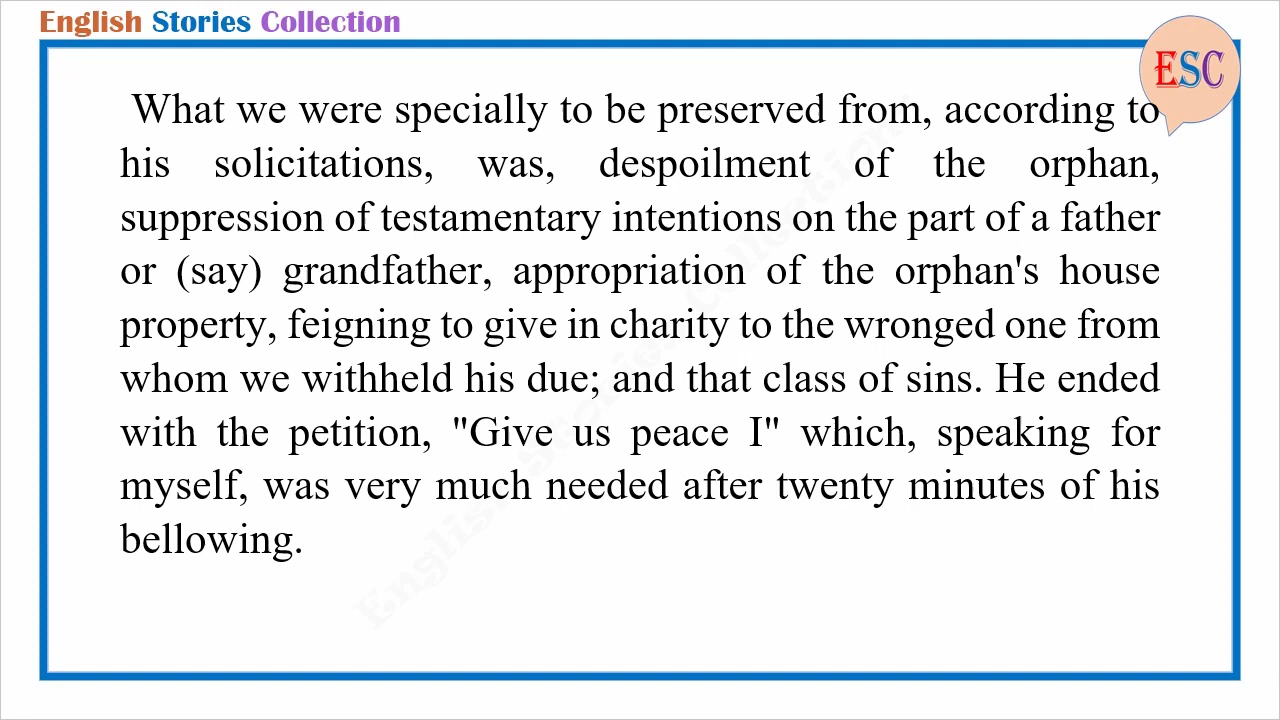 English Stories Collection
ESC
What we were specially to be preserved from, according to
his solicitations, was, despoilment of the orphan,
suppression of testamentary intentions on the part of a father
or (say) grandfather, appropriation of the orphan's house
property, feigning to give in charity to the wronged one from
whom we withheld his due; and that class of sins. He ended
with the petition, "Give us peace I" which, speaking for
myself, was very much needed after twenty minutes of his
bellowing.
English Stories Collection